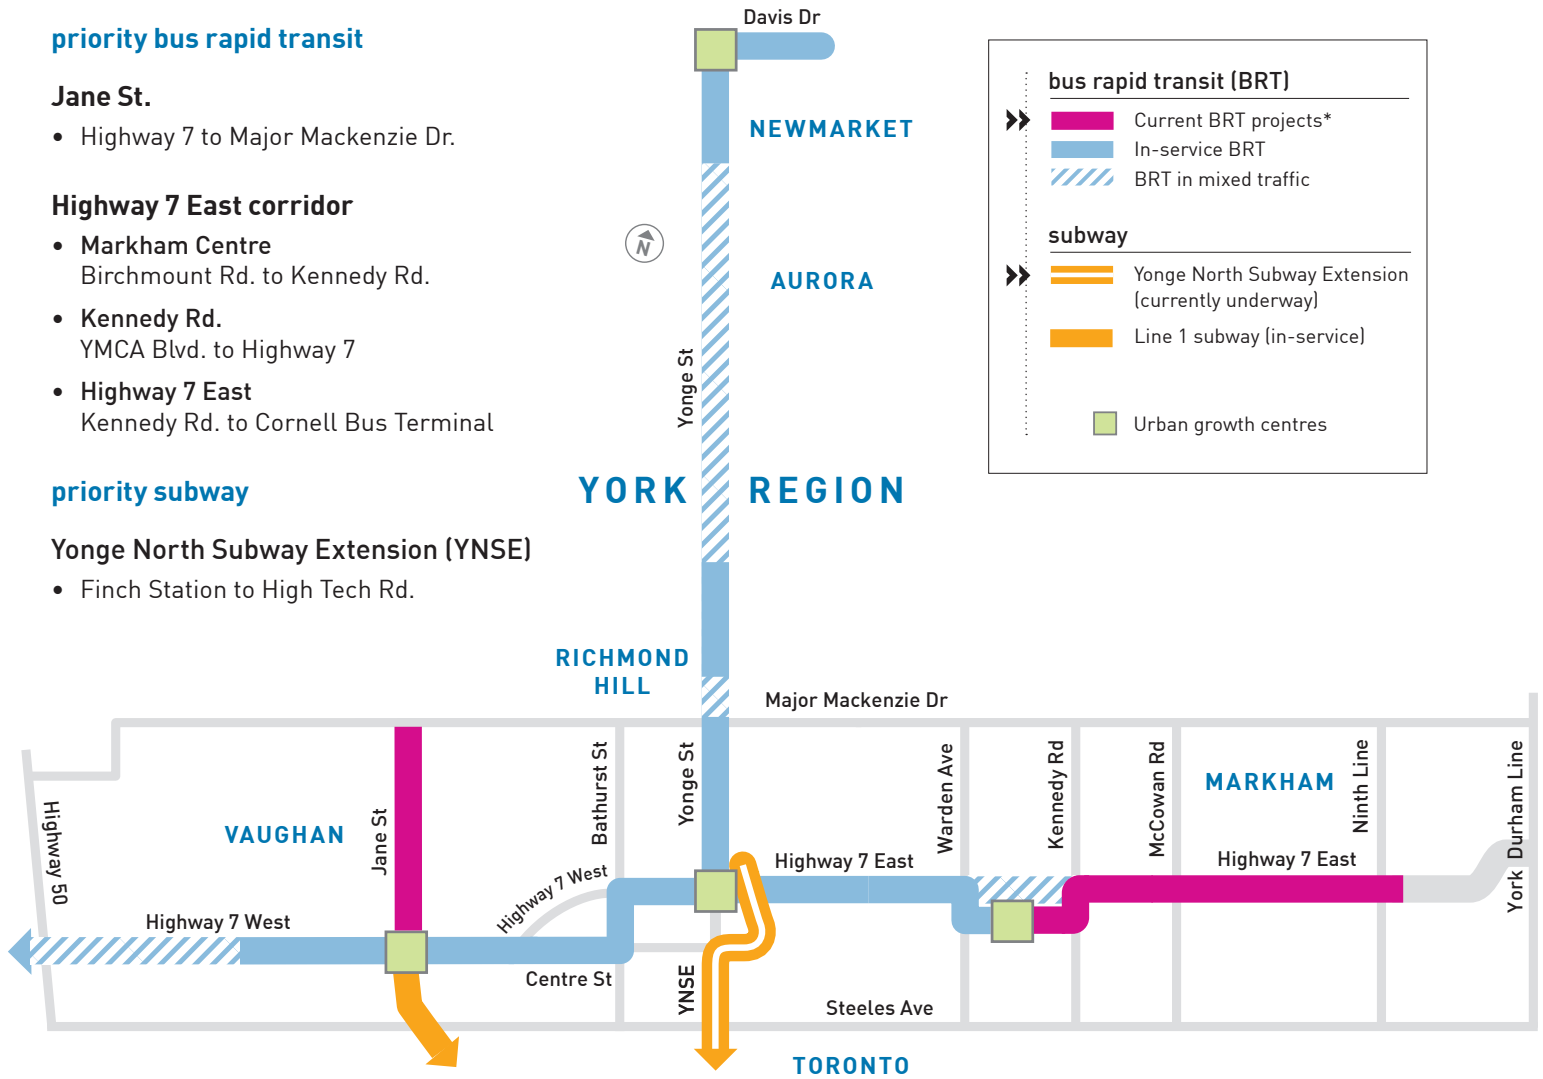 priority bus rapid transit
Jane St.
• Highway 7 to Major Mackenzie Dr.
Highway 7 East corridor
• Markham Centre
Birchmount Rd. to Kennedy Rd.
• Kennedy Rd.
YMCA Blvd. to Highway 7
• Highway 7 East
Kennedy Rd. to Cornell Bus Terminal
priority subway
Yonge North Subway Extension (YNSE)
• Finch Station to High Tech Rd.
Davis Dr
NEWMARKET
N
AURORA
Yonge St
YORK REGION
RICHMOND
HILL
bus rapid transit (BRT)
Current BRT projects*
In-service BRT
BRT in mixed traffic
subway
Yonge North Subway Extension
(currently underway)
Line 1 subway (in-service)
Urban growth centres
Major Mackenzie Dr
Highway 50
VAUGHAN
Jane St
Bathurst St
Yonge St
Warden Ave
Kennedy Rd
McCowan Rd
MARKHAM
Ninth Line
York Durham Line
Highway 7 East
Highway 7 East
Highway 7 West
Highway 7 West
Centre St
YNSE
Steeles Ave
TORONTO